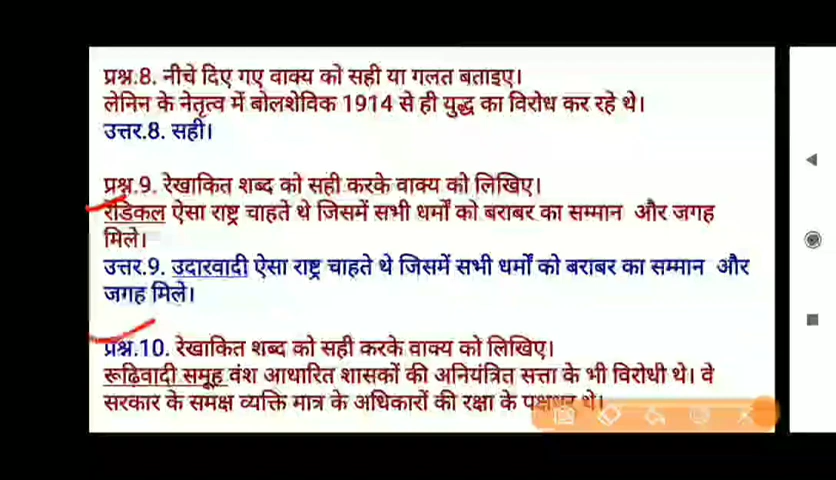 प्रश्न.8. नीचे दिए गए वाक्य को सही या गलत बताइए।
लेनिन के नेतृत्व में बोलशेविक 1914 से ही युद्ध का विरोध कर रहे थे।
उत्तर.8. सही।
प्रश्न.9. रेखाकित शब्द को सही करके वाक्य को लिखिए।
रेडिकल ऐसा राष्ट्र चाहते थे जिसमें सभी धर्मों को बराबर का सम्मान और जगह
मिले।
उत्तर.9. उदारवादी ऐसा राष्ट्र चाहते थे जिसमें सभी धर्मों को बराबर का सम्मान और
जगह मिले।
प्रश्न.10. रेखाकित शब्द को सही करके वाक्य को लिखिए।
रूढ़िवादी समूह वंश आधारित शासकों की अनियंत्रित सत्ता के भी विरोधी थे। वे
सरकार के समक्ष व्यक्ति मात्र के अधिकारों की रक्षा के पक्षधर थे।